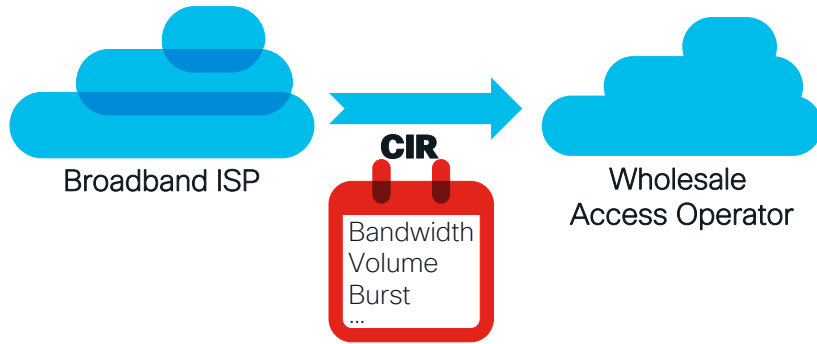 CIR
Broadband ISP
Wholesale
Access Operator
Bandwidth
Volume
Burst
...